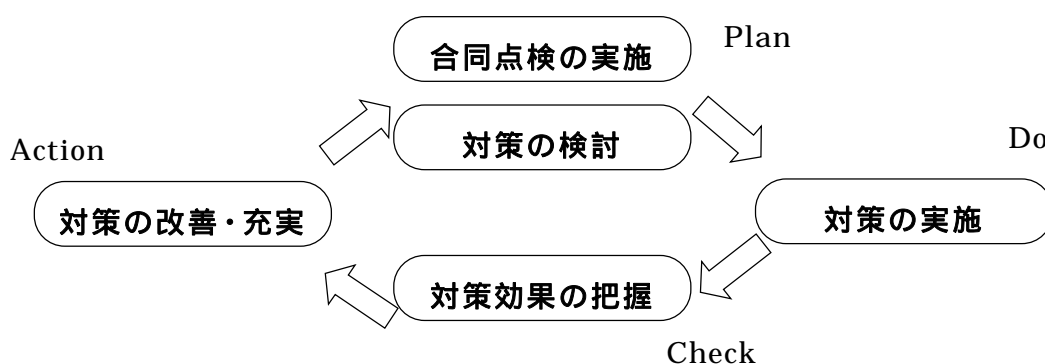 合同点検の実施
Plan
対策の検討
Action
Do
対策の改善・充実
対策の実施
対策効果の把握
Check